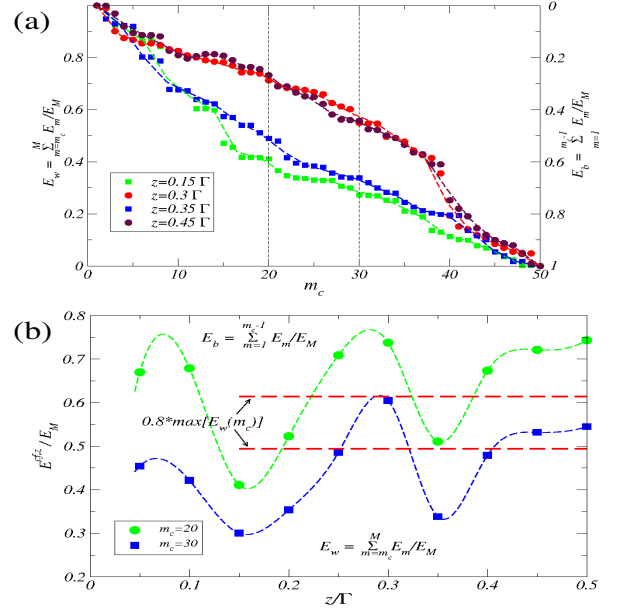 (a)
1
0.8
0.6
0.4
0.2
0
E_w = Σ_{m=m_c}^{M} E_m/E_M
0
0.2
0.4
0.6
0.8
1
E_b = Σ_{m=1}^{m_c-1} E_m/E_M
z=0.15 Γ
z=0.3 Γ
z=0.35 Γ
z=0.45 Γ
0 10 20 30 40 50
m_c
(b)
0.8
0.7
0.6
0.5
0.4
0.3
0.2
E_b = Σ_{m=1}^{m_c-1} E_m/E_M
0.8*max[E_w(m_c)]
m_c=20
m_c=30
E_w = Σ_{m=m_c}^{M} E_m/E_M
0 0.1 0.2 0.3 0.4 0.5
z/Γ